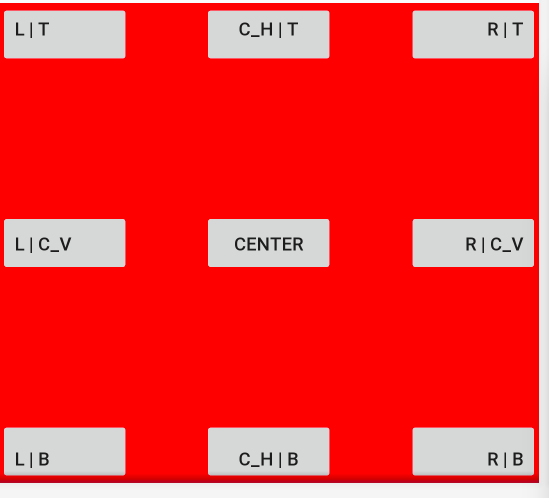 L | T
C_H | T
R | T
L | C_V
CENTER
R | C_V
L | B
C_H | B
R | B